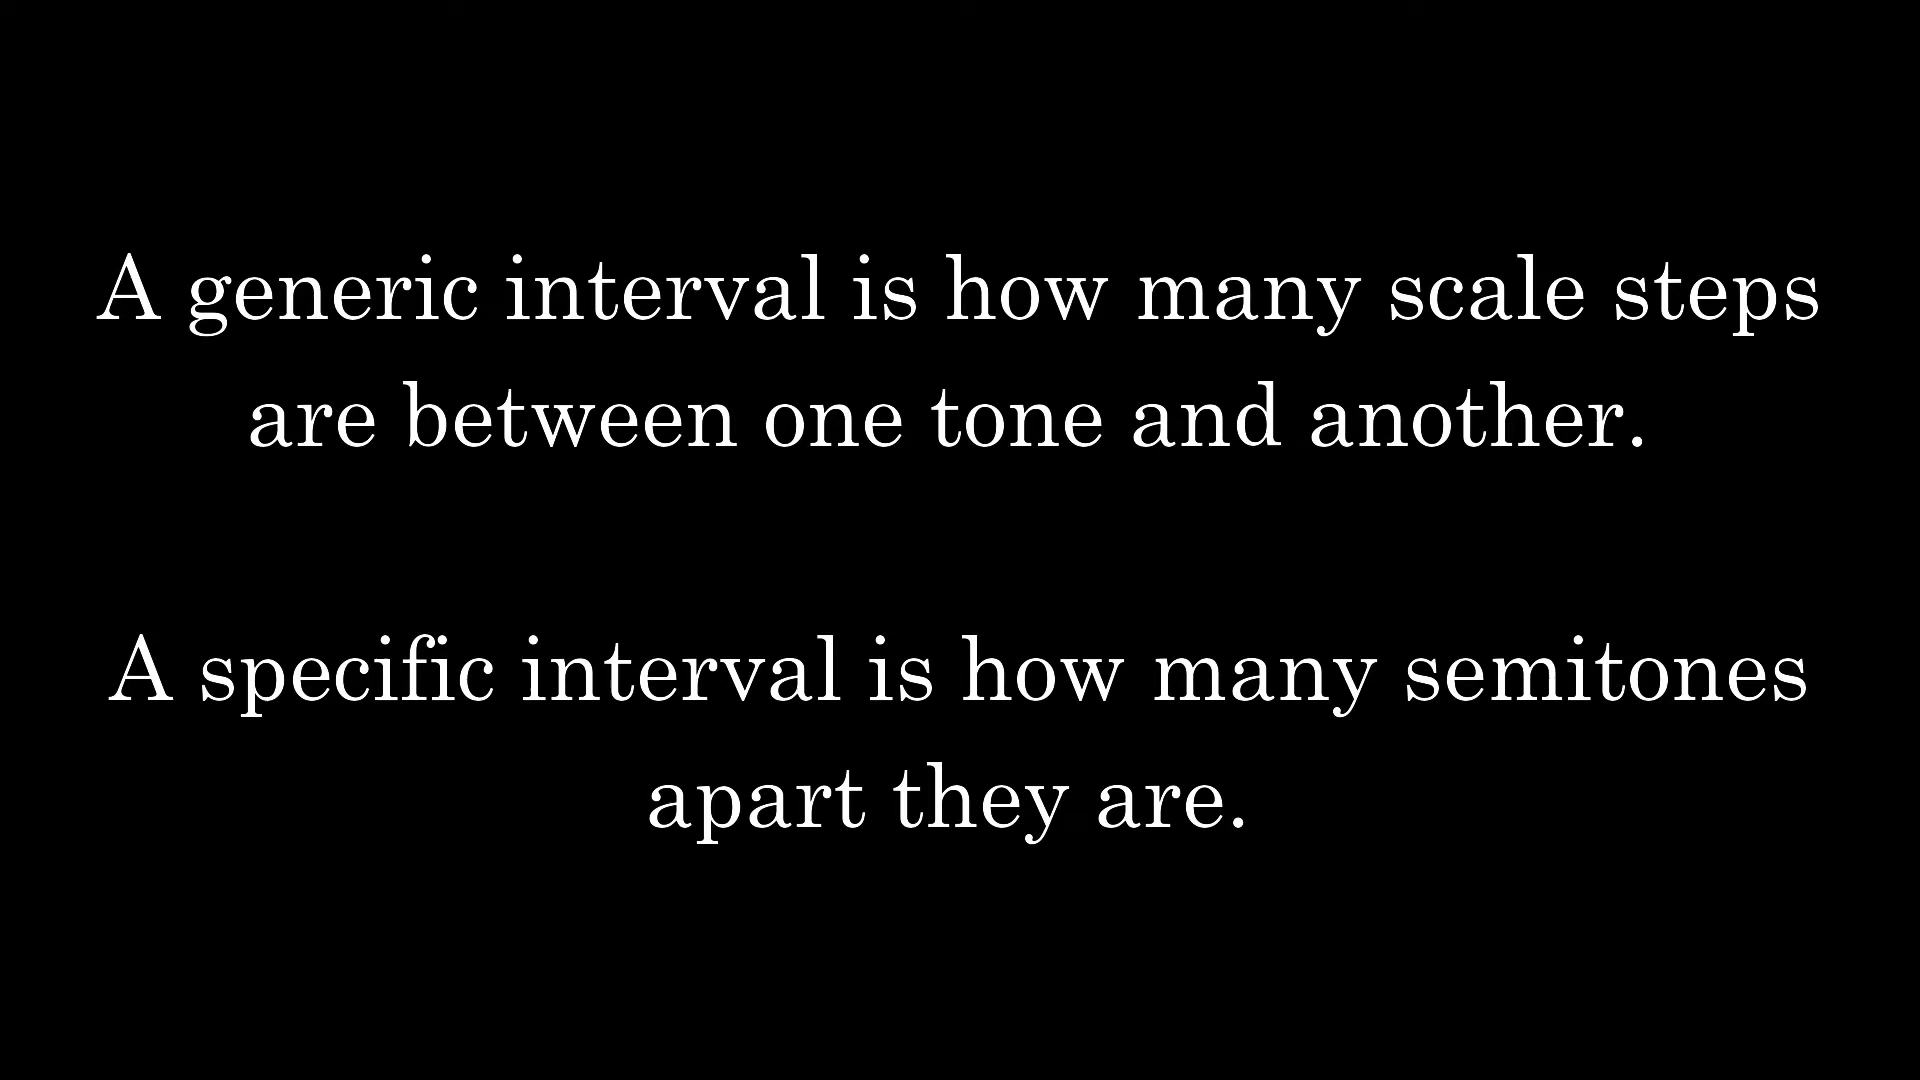 A generic interval is how many scale steps
are between one tone and another.
A specific interval is how many semitones
apart they are.